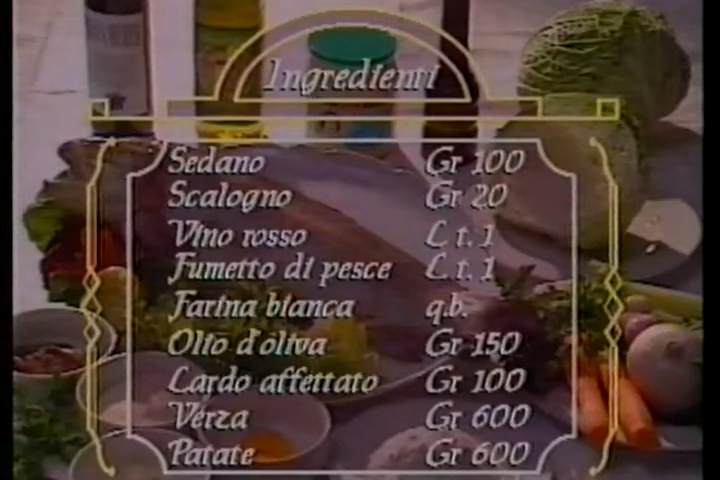 Ingredienti
Sedano Gr 100
Scalogno Gr 20
Vino rosso L t. 1
Fumetto di pesce L t. 1
Farina bianca q.b.
Olio d'oliva Gr 150
Lardo affettato Gr 100
Verza Gr 600
Patate Gr 600